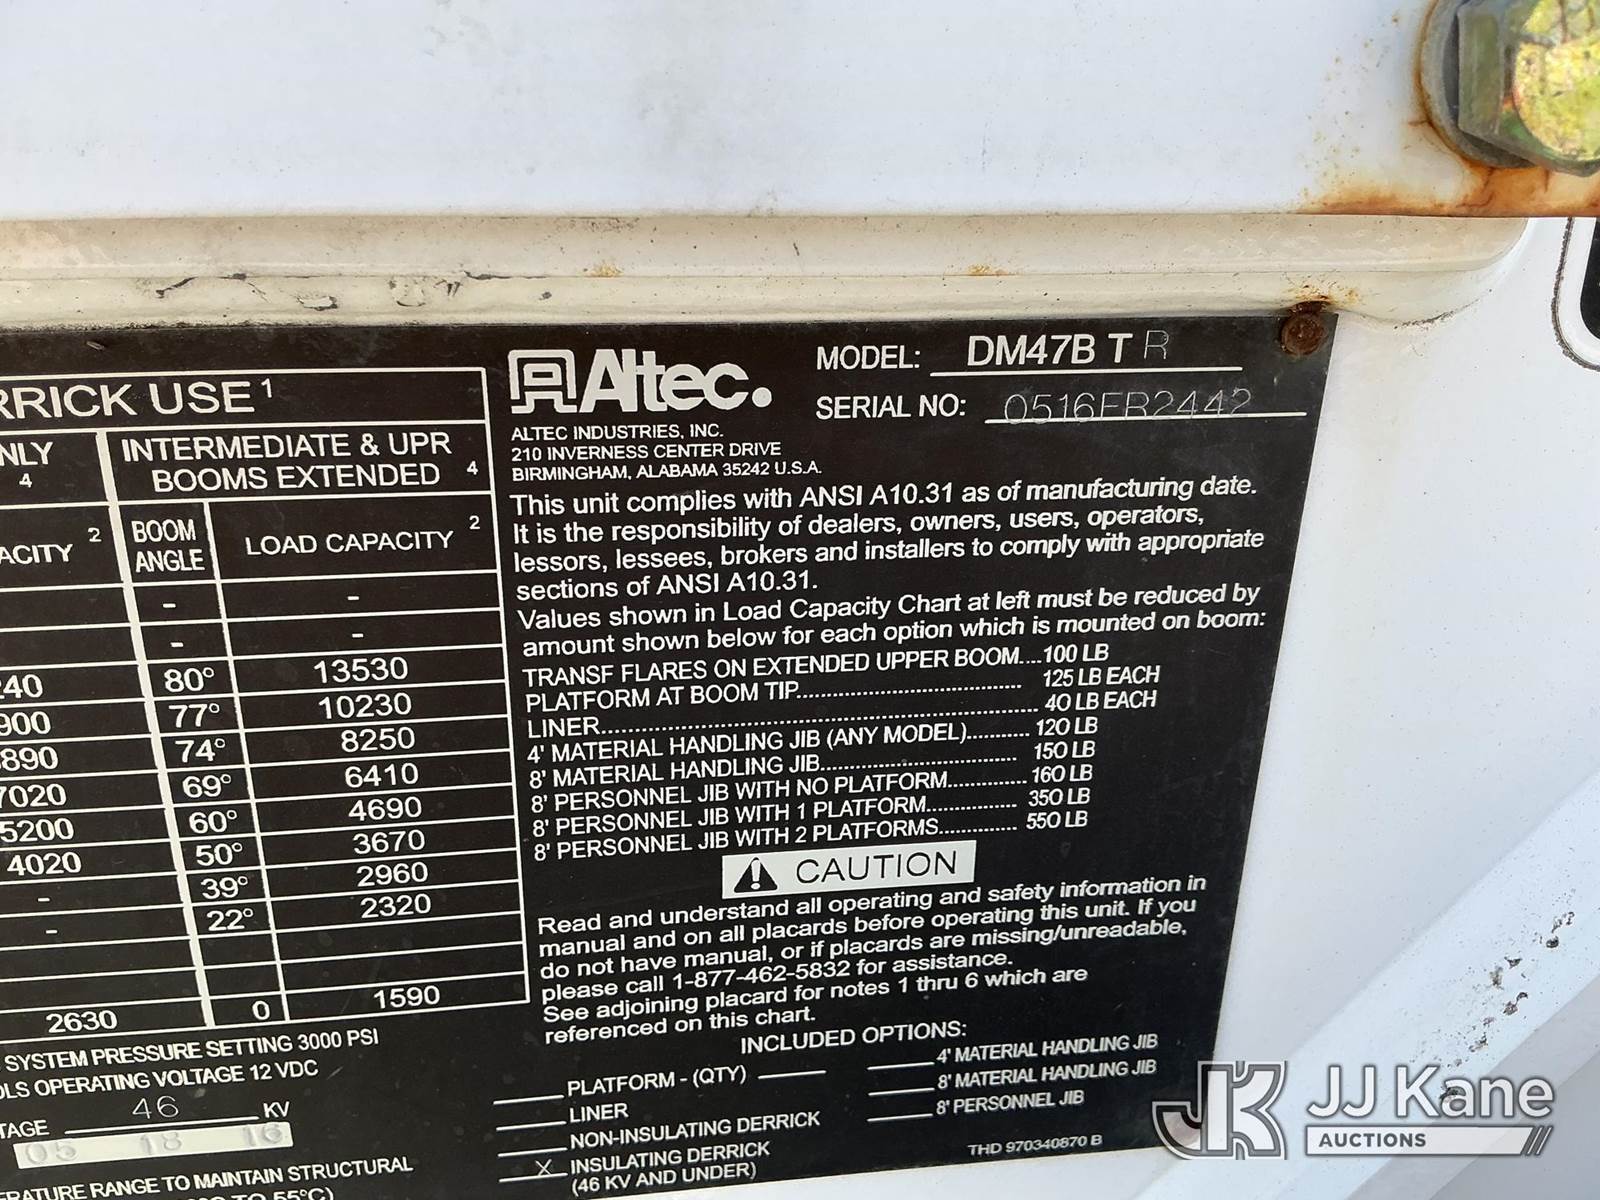 RRICK USE 1
NLY
4
INTERMEDIATE & UPR
BOOMS EXTENDED 4
ACITY 2
BOOM
ANGLE
LOAD CAPACITY 2
- -
- -
80° 13530
900 77° 10230
890 74° 8250
7020 69° 6410
5200 60° 4690
4020 50° 3670
- 39° 2960
- 22° 2320
2630 0 1590
SYSTEM PRESSURE SETTING 3000 PSI
OPERATING VOLTAGE 12 VDC
TAGE 46 KV
05 18 16
RANGE TO MAINTAIN STRUCTURAL
TO 55°C)
Altec.
ALTEC INDUSTRIES, INC.
210 INVERNESS CENTER DRIVE
BIRMINGHAM, ALABAMA 35242 U.S.A.
MODEL: DM47B T R
SERIAL NO: 0516FR2442
This unit complies with ANSI A10.31 as of manufacturing date.
It is the responsibility of dealers, owners, users, operators,
lessors, lessees, brokers and installers to comply with appropriate
sections of ANSI A10.31.
Values shown in Load Capacity Chart at left must be reduced by
amount shown below for each option which is mounted on boom:
TRANSF FLARES ON EXTENDED UPPER BOOM....100 LB
PLATFORM AT BOOM TIP.................................... 125 LB EACH
LINER..................................................................... 40 LB EACH
4' MATERIAL HANDLING JIB (ANY MODEL)........... 120 LB
8' MATERIAL HANDLING JIB................................... 150 LB
8' PERSONNEL JIB WITH NO PLATFORM.............. 160 LB
8' PERSONNEL JIB WITH 1 PLATFORM................ 350 LB
8' PERSONNEL JIB WITH 2 PLATFORMS.............. 550 LB
CAUTION
Read and understand all operating and safety information in
manual and on all placards before operating this unit. If you
do not have manual, or if placards are missing/unreadable,
please call 1-877-462-5832 for assistance.
See adjoining placard for notes 1 thru 6 which are
referenced on this chart.
INCLUDED OPTIONS:
PLATFORM - (QTY)
LINER
NON-INSULATING DERRICK
X INSULATING DERRICK
(46 KV AND UNDER)
4' MATERIAL HANDLING JIB
8' MATERIAL HANDLING JIB
8' PERSONNEL JIB
THD 970340870 B
JK JJ Kane
AUCTIONS